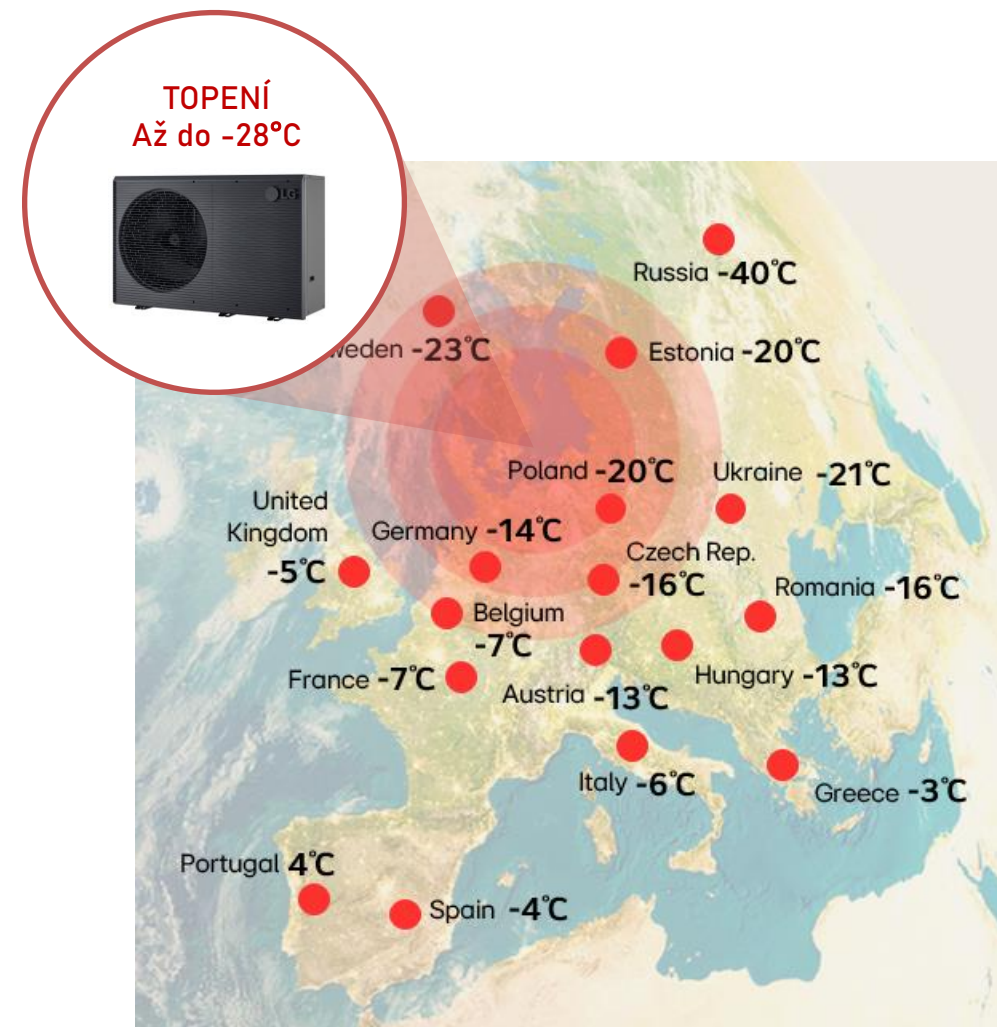 TOPENÍ
Až do -28°C
LG
Russia -40°C
weden -23°C
Estonia -20°C
Poland -20°C
Ukraine -21°C
United
Kingdom
-5°C
Germany -14°C
Czech Rep.
-16°C
Romania -16°C
Belgium
-7°C
France -7°C
Austria -13°C
Hungary -13°C
Italy -6°C
Greece -3°C
Portugal 4°C
Spain -4°C